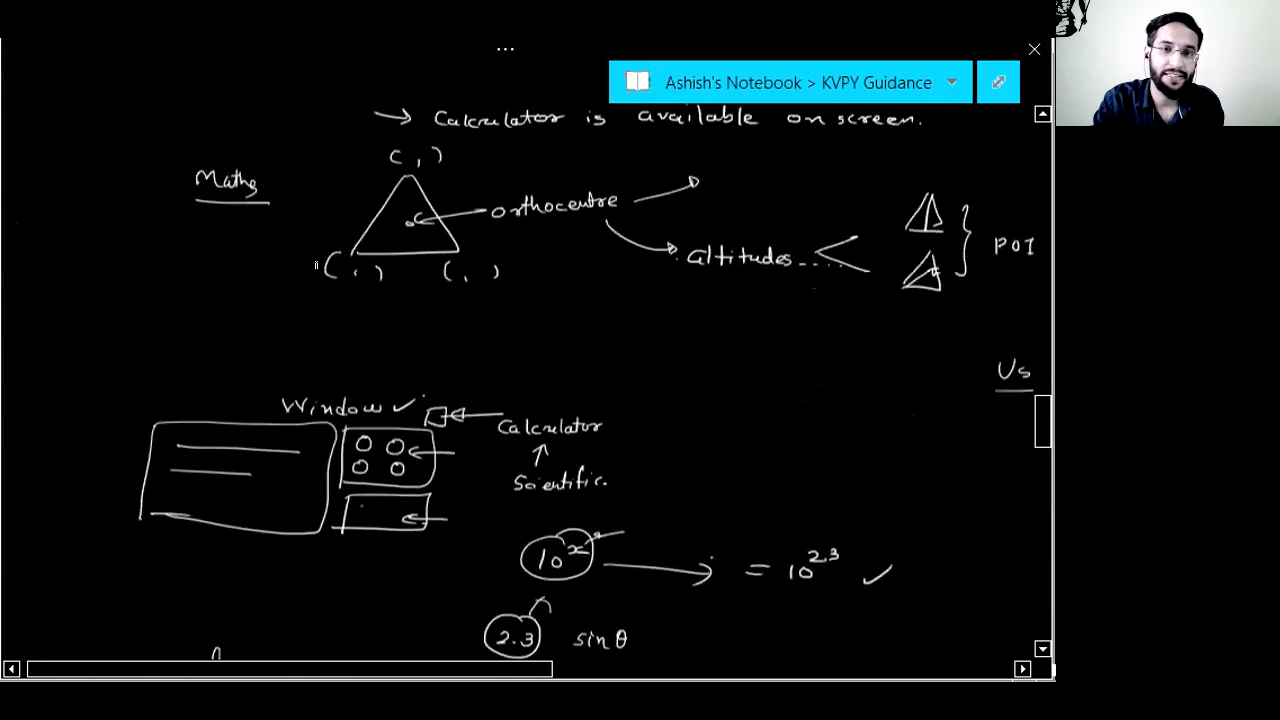 Ashish's Notebook > KVPY Guidance
→ Calculator is available on screen.
Maths
( , )
orthocentre
altitudes....
POI
( , ) ( , )
Vs
Window ✓
Calculator
↑
Scientific.
10^x → = 10^2.3 ✓
2.3 sin θ